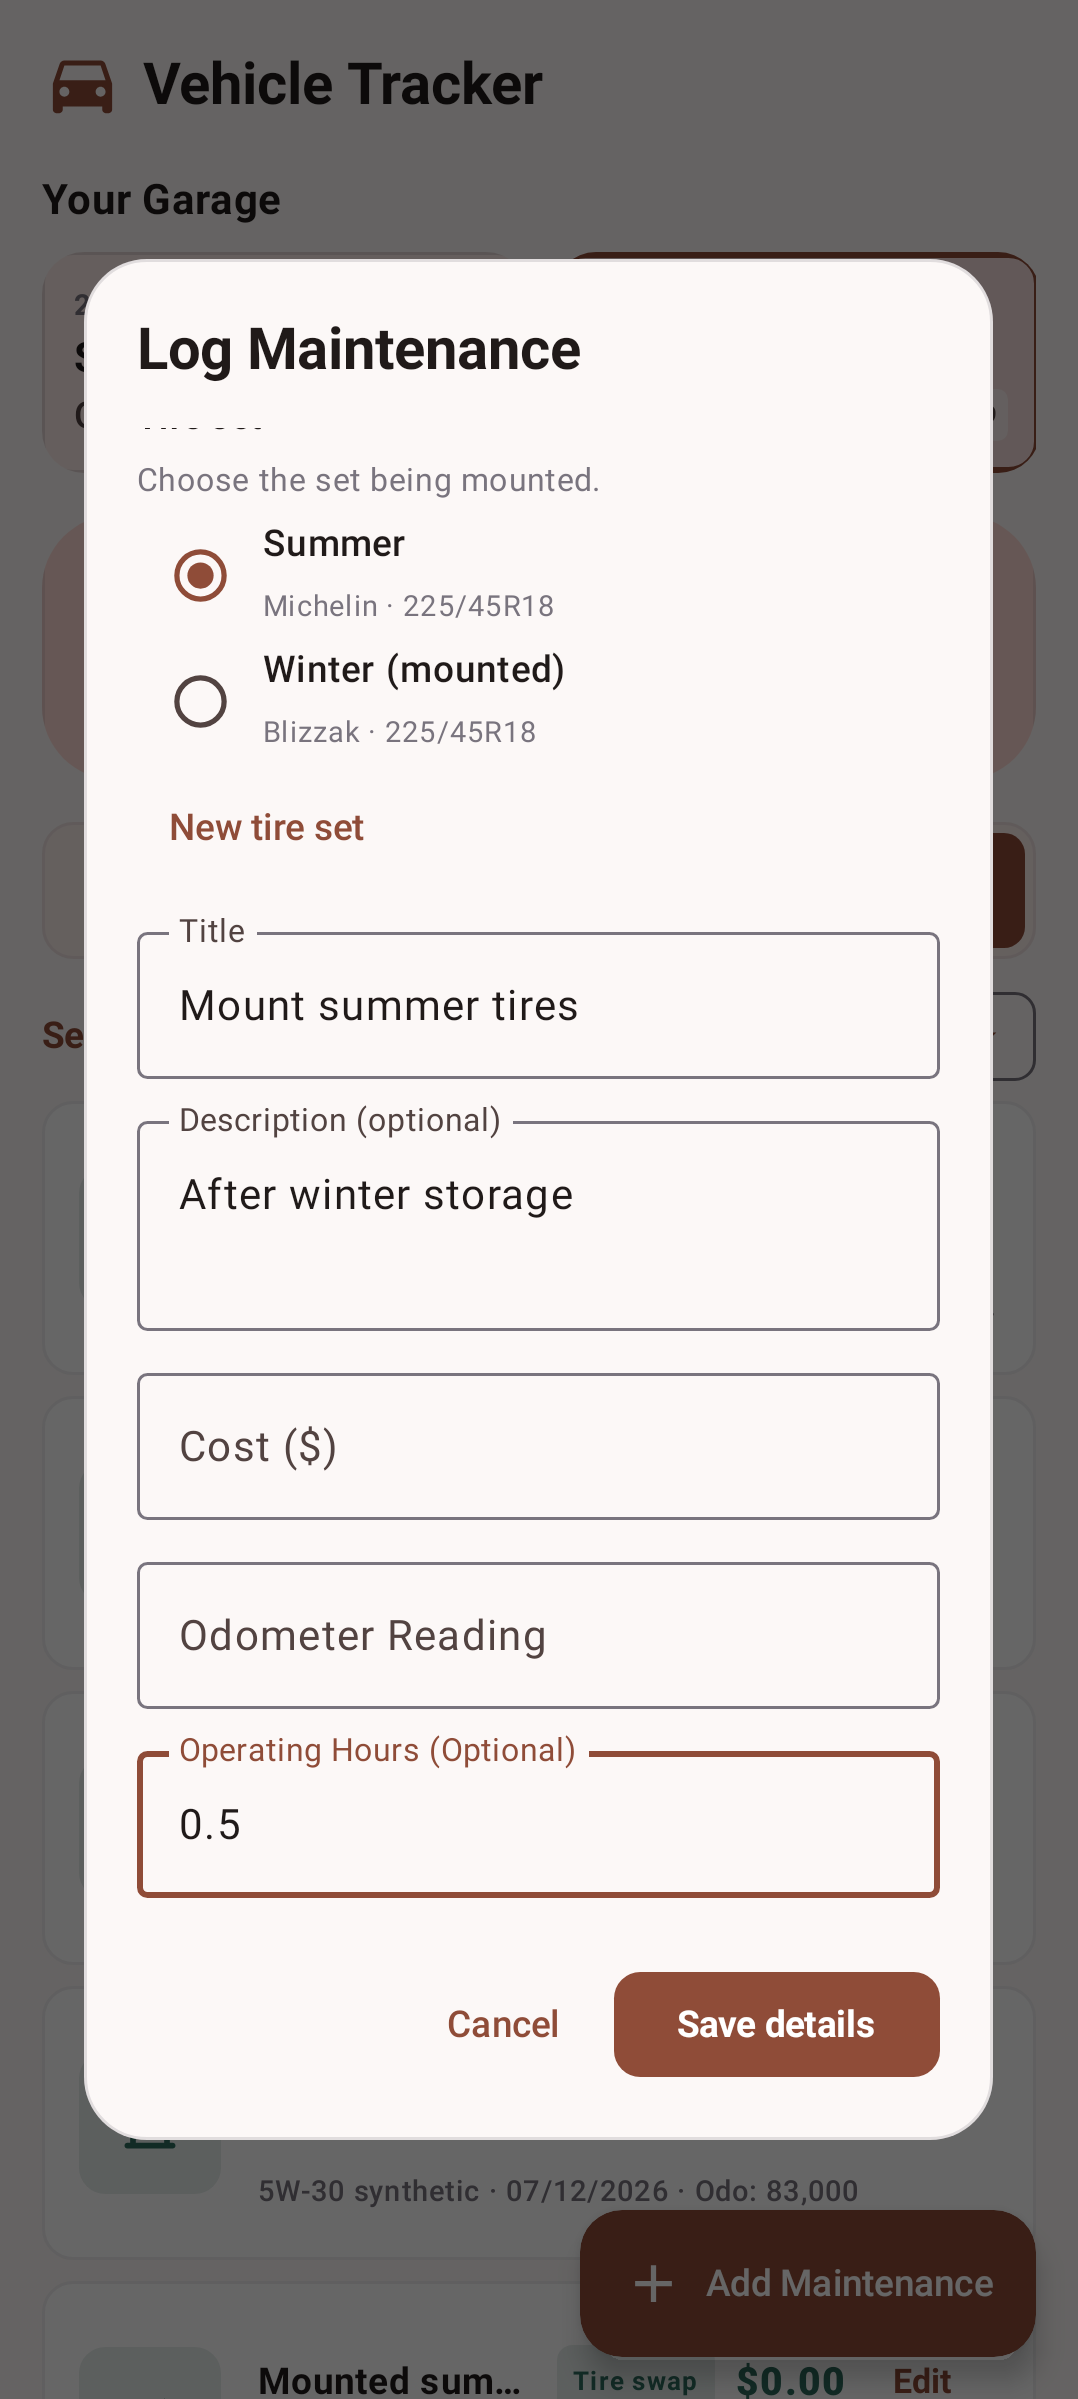 Vehicle Tracker
Your Garage
Log Maintenance
Choose the set being mounted.
Summer
Michelin · 225/45R18
Winter (mounted)
Blizzak · 225/45R18
New tire set
Title
Mount summer tires
Se
Description (optional)
After winter storage
Cost ($)
Odometer Reading
Operating Hours (Optional)
0.5
Cancel
Save details
5W-30 synthetic · 07/12/2026 · Odo: 83,000
Add Maintenance
Mounted sum... Tire swap $0.00 Edit